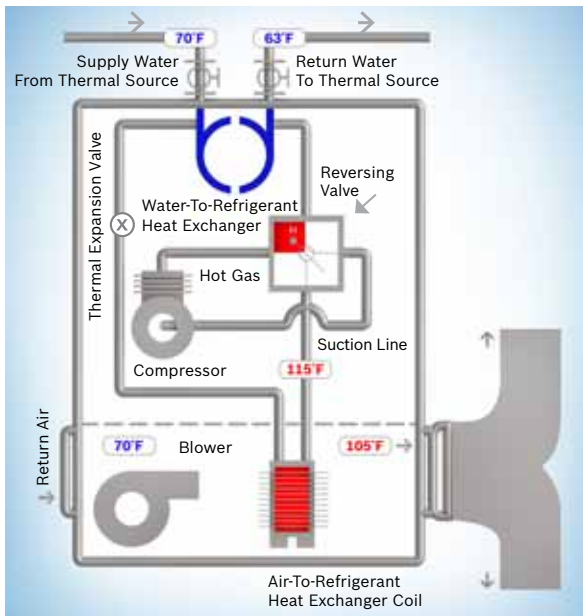 70°F
63°F
Supply Water
From Thermal Source
Return Water
To Thermal Source
Thermal Expansion Valve
X
Water-To-Refrigerant
Heat Exchanger
Reversing
Valve
Hot Gas
Compressor
Suction Line
115°F
Return Air
70°F
Blower
105°F
Air-To-Refrigerant
Heat Exchanger Coil